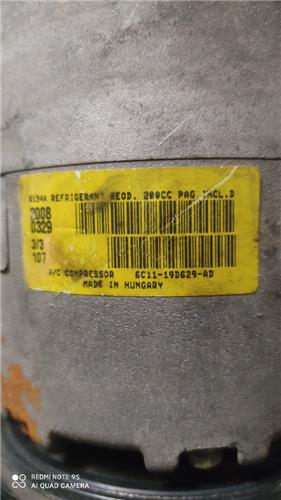 R134A REFRIGERANT REQD. 200CC PAG INCL.D
2008
0329
3/3
107
A/C COMPRESSOR 6C11-19D629-AD
MADE IN HUNGARY
REDMI NOTE 9S
AI QUAD CAMERA